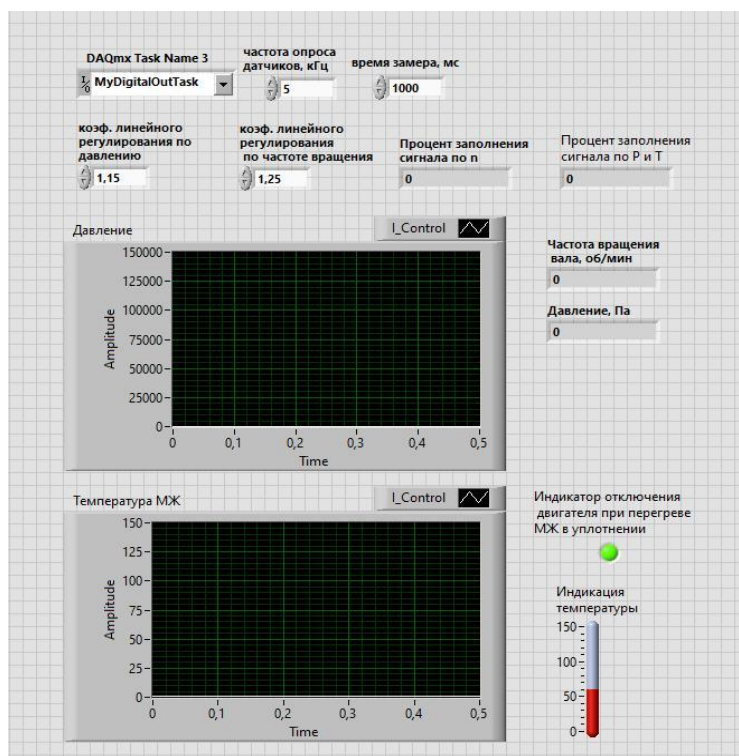 DAQmx Task Name 3
MyDigitalOutTask
частота опроса
датчиков, кГц
5
время замера, мс
1000
коэф. линейного
регулирования по
давлению
1,15
коэф. линейного
регулирования
по частоте вращения
1,25
Процент заполнения
сигнала по n
0
Процент заполнения
сигнала по P и T
0
Давление
I_Control
150000
125000
100000
75000
50000
25000
0
Amplitude
0 0,1 0,2 0,3 0,4 0,5
Time
Частота вращения
вала, об/мин
0
Давление, Па
0
Температура МЖ
I_Control
150
125
100
75
50
25
0
Amplitude
0 0,1 0,2 0,3 0,4 0,5
Time
Индикатор отключения
двигателя при перегреве
МЖ в уплотнении
Индикация
температуры
150
100
50
0